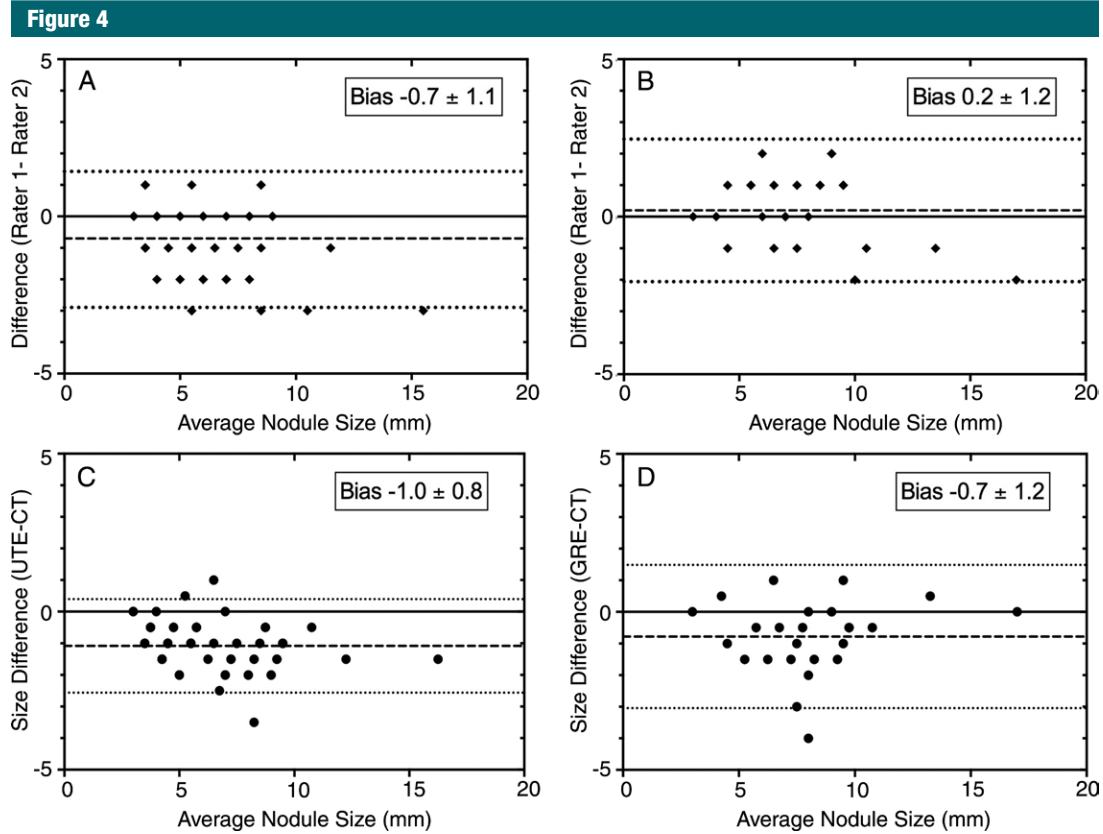 Figure 4
A
Bias -0.7 ± 1.1
Difference (Rater 1- Rater 2)
5
0
-5
0 5 10 15 20
Average Nodule Size (mm)
B
Bias 0.2 ± 1.2
Difference (Rater 1- Rater 2)
5
0
-5
0 5 10 15 20
Average Nodule Size (mm)
C
Bias -1.0 ± 0.8
Size Difference (UTE-CT)
5
0
-5
0 5 10 15 20
Average Nodule Size (mm)
D
Bias -0.7 ± 1.2
Size Difference (GRE-CT)
5
0
-5
0 5 10 15 20
Average Nodule Size (mm)